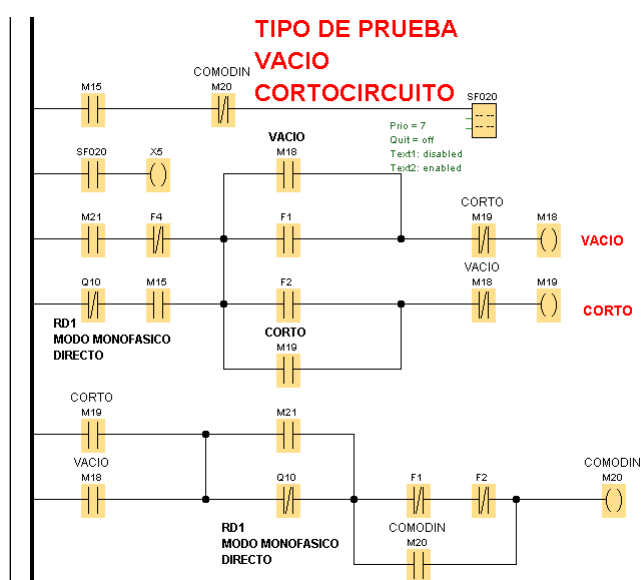 TIPO DE PRUEBA
VACIO
CORTOCIRCUITO
COMODIN
M15
M20
SF020
Prio = 7
Quit = off
Text1: disabled
Text2: enabled
SF020
X5
VACIO
M18
M21
F4
F1
CORTO
M19
M18
VACIO
Q10
M15
F2
VACIO
M18
M19
CORTO
RD1
MODO MONOFASICO
DIRECTO
CORTO
M19
CORTO
M19
M21
VACIO
M18
Q10
F1
F2
COMODIN
M20
RD1
MODO MONOFASICO
DIRECTO
COMODIN
M20